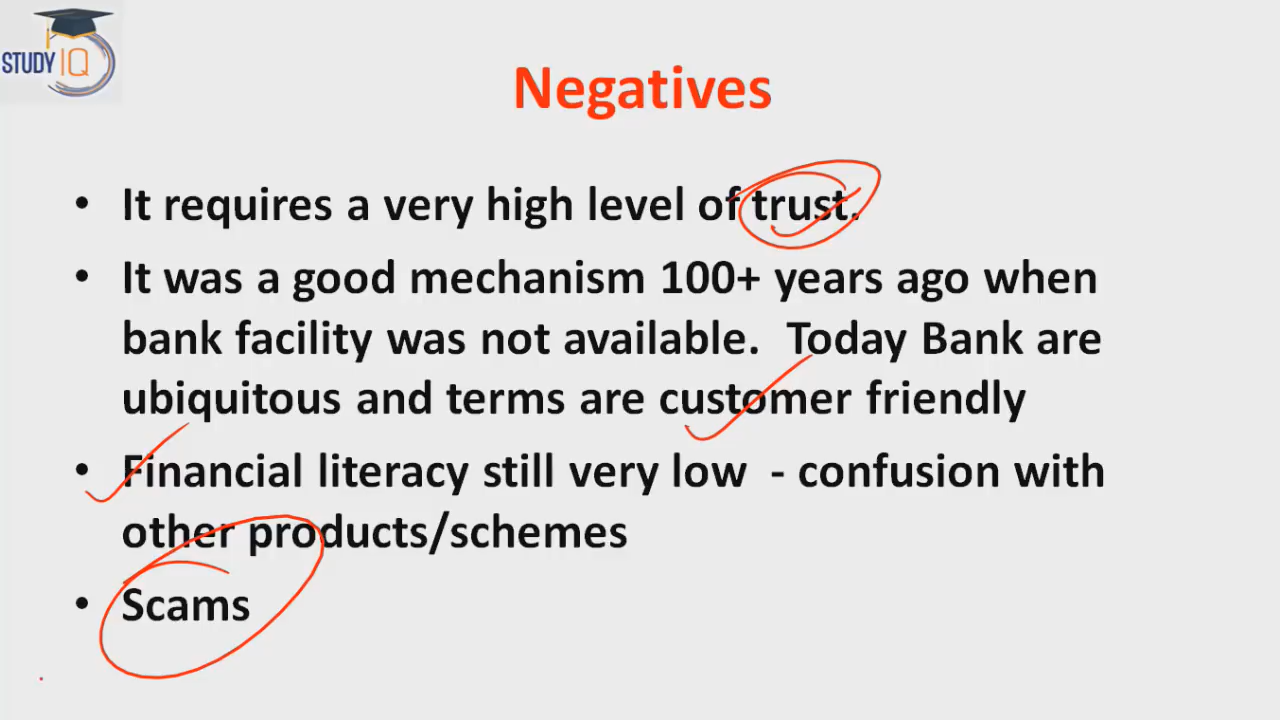 STUDY IQ
Negatives
• It requires a very high level of trust.
• It was a good mechanism 100+ years ago when
bank facility was not available. Today Bank are
ubiquitous and terms are customer friendly
• Financial literacy still very low - confusion with
other products/schemes
• Scams